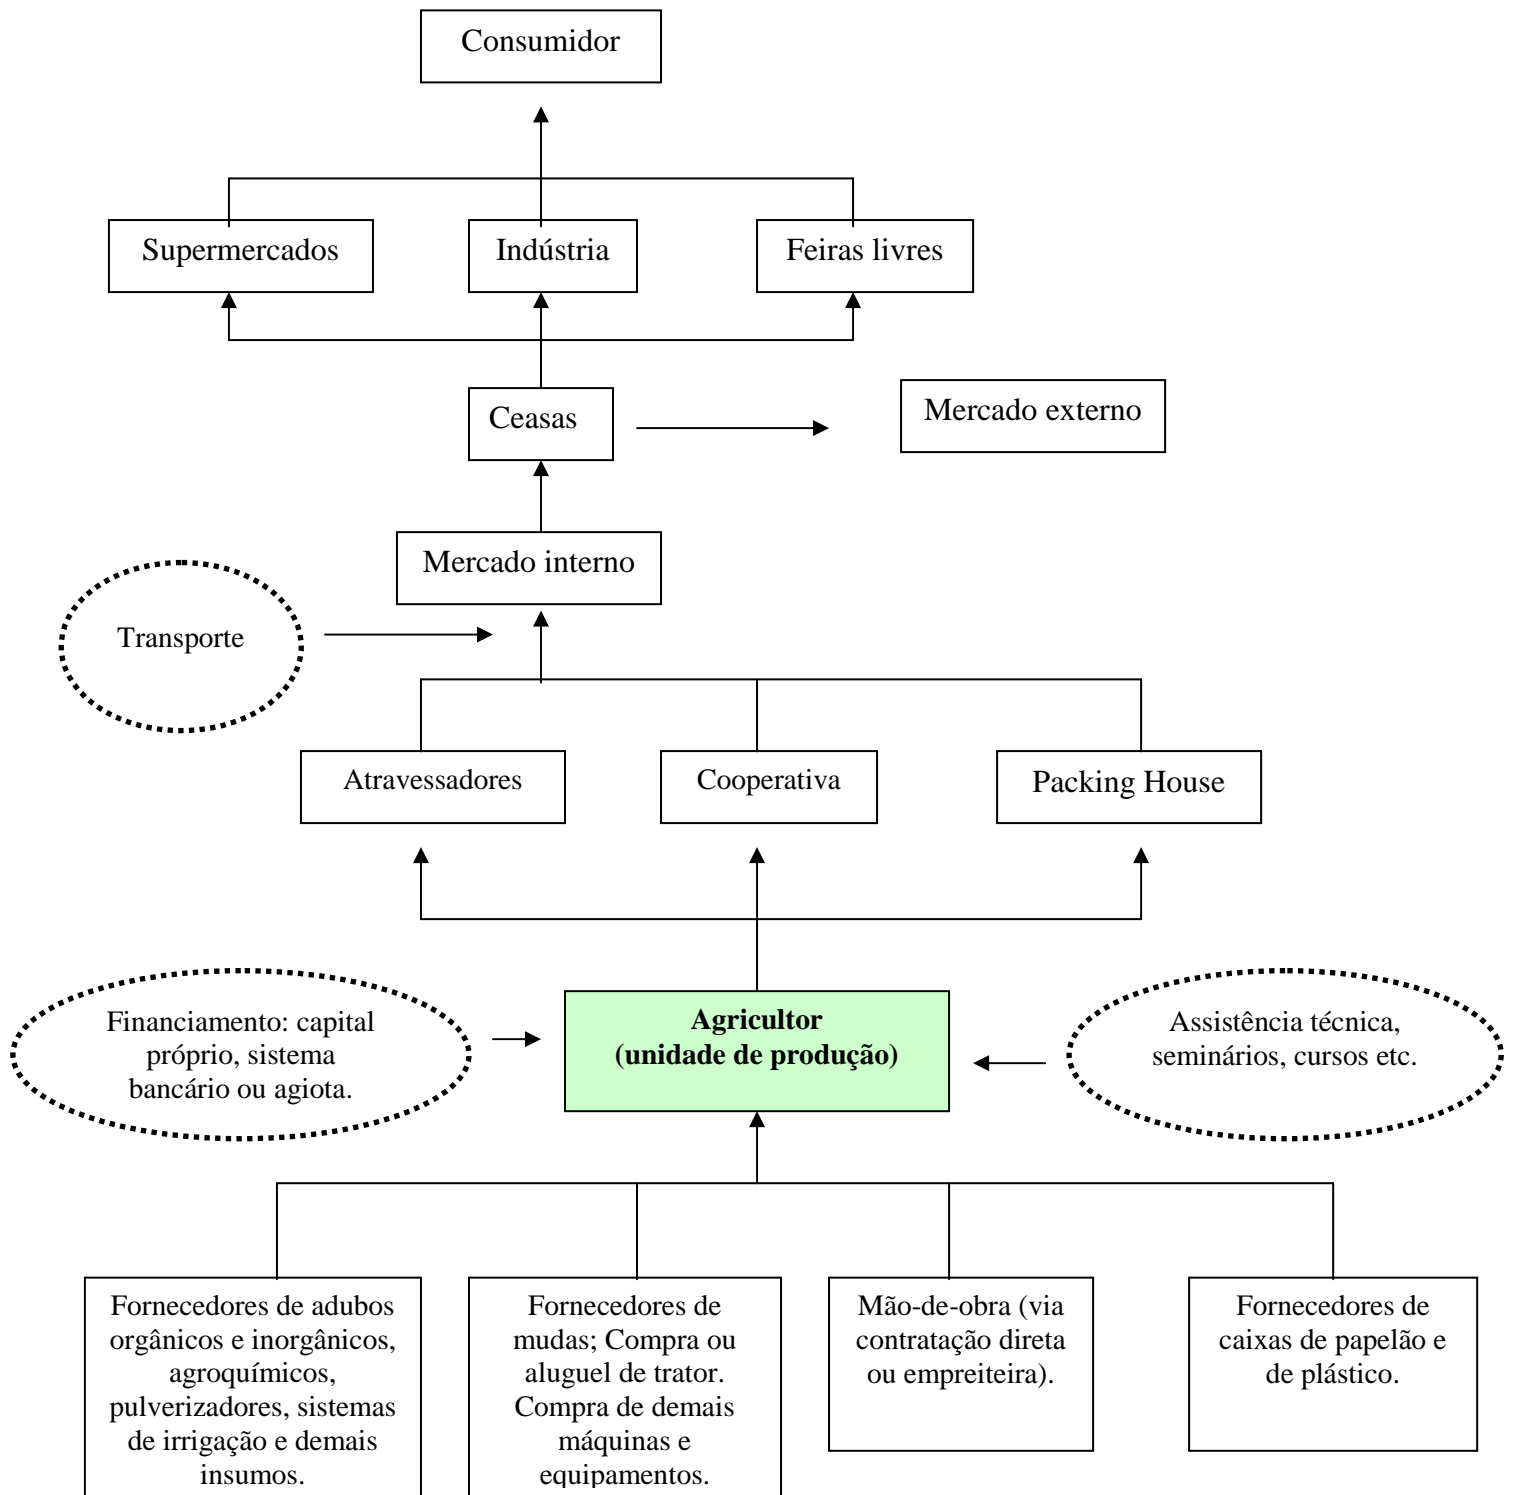 Consumidor
Supermercados
Indústria
Feiras livres
Ceasas
Mercado externo
Mercado interno
Transporte
Atravessadores
Cooperativa
Packing House
Financiamento: capital
próprio, sistema
bancário ou agiota.
Agricultor
(unidade de produção)
Assistência técnica,
seminários, cursos etc.
Fornecedores de adubos
orgânicos e inorgânicos,
agroquímicos,
pulverizadores, sistemas
de irrigação e demais
insumos.
Fornecedores de
mudas; Compra ou
aluguel de trator.
Compra de demais
máquinas e
equipamentos.
Mão-de-obra (via
contratação direta
ou empreiteira).
Fornecedores de
caixas de papelão e
de plástico.